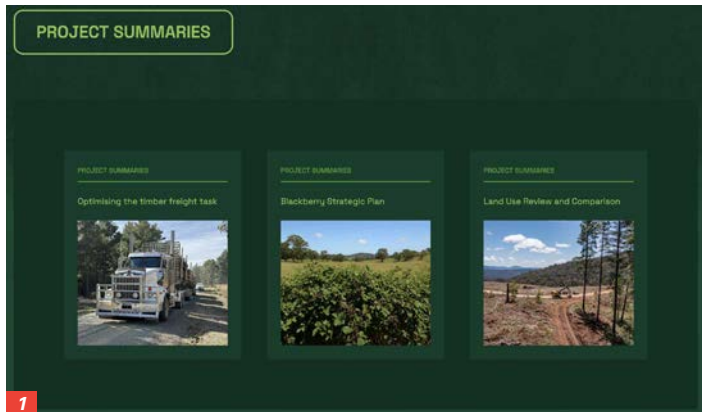 PROJECT SUMMARIES
PROJECT SUMMARIES
Optimising the timber freight task
PROJECT SUMMARIES
Blackberry Strategic Plan
PROJECT SUMMARIES
Land Use Review and Comparison
1